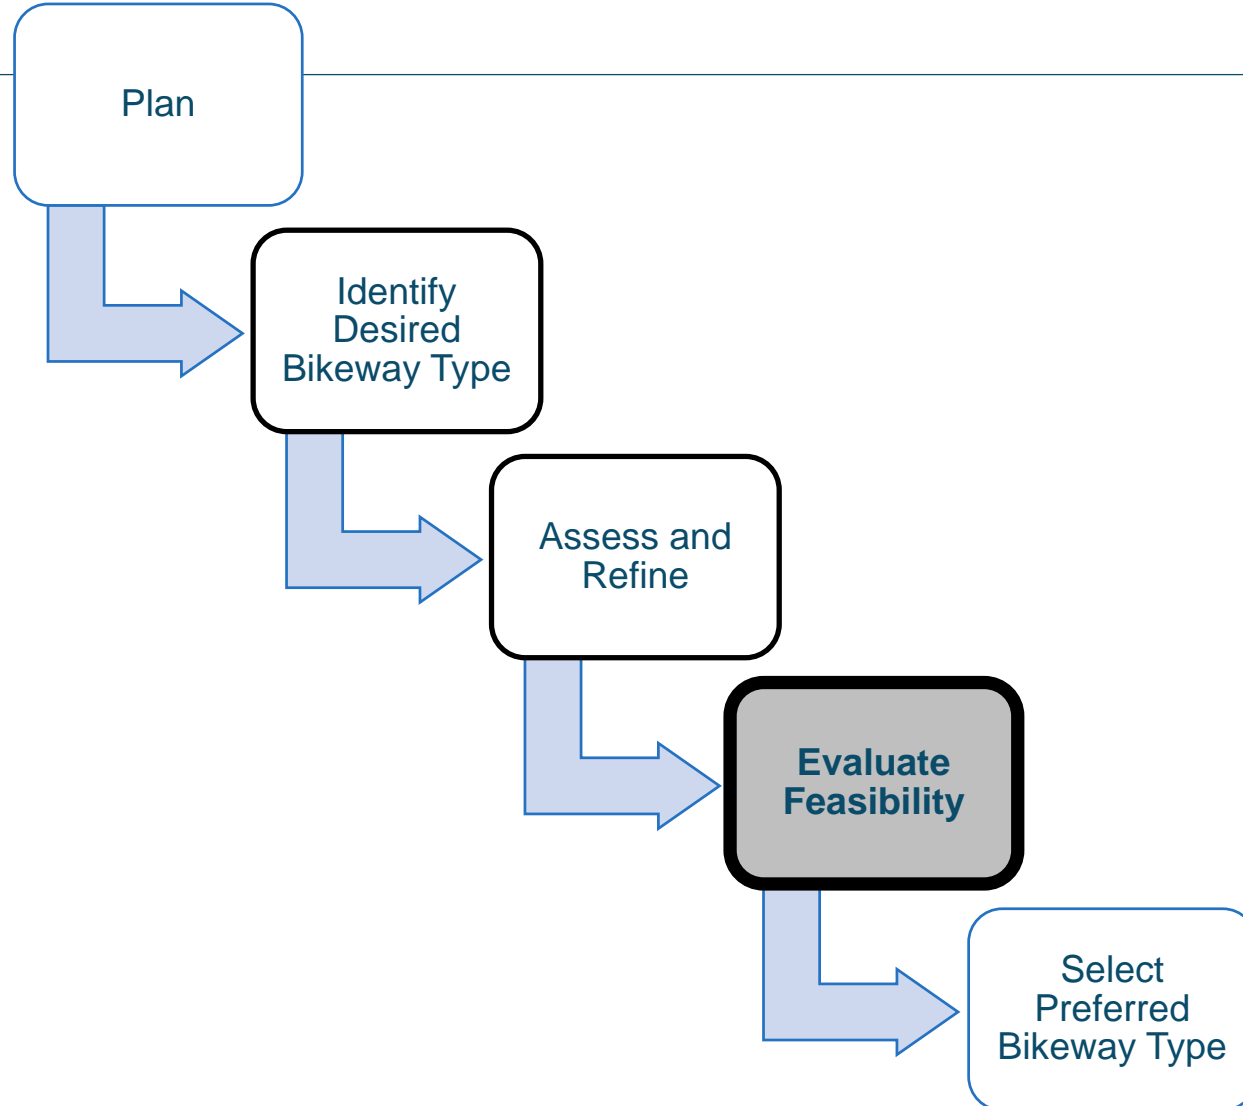 Plan
Identify
Desired
Bikeway Type
Assess and
Refine
Evaluate
Feasibility
Select
Preferred
Bikeway Type